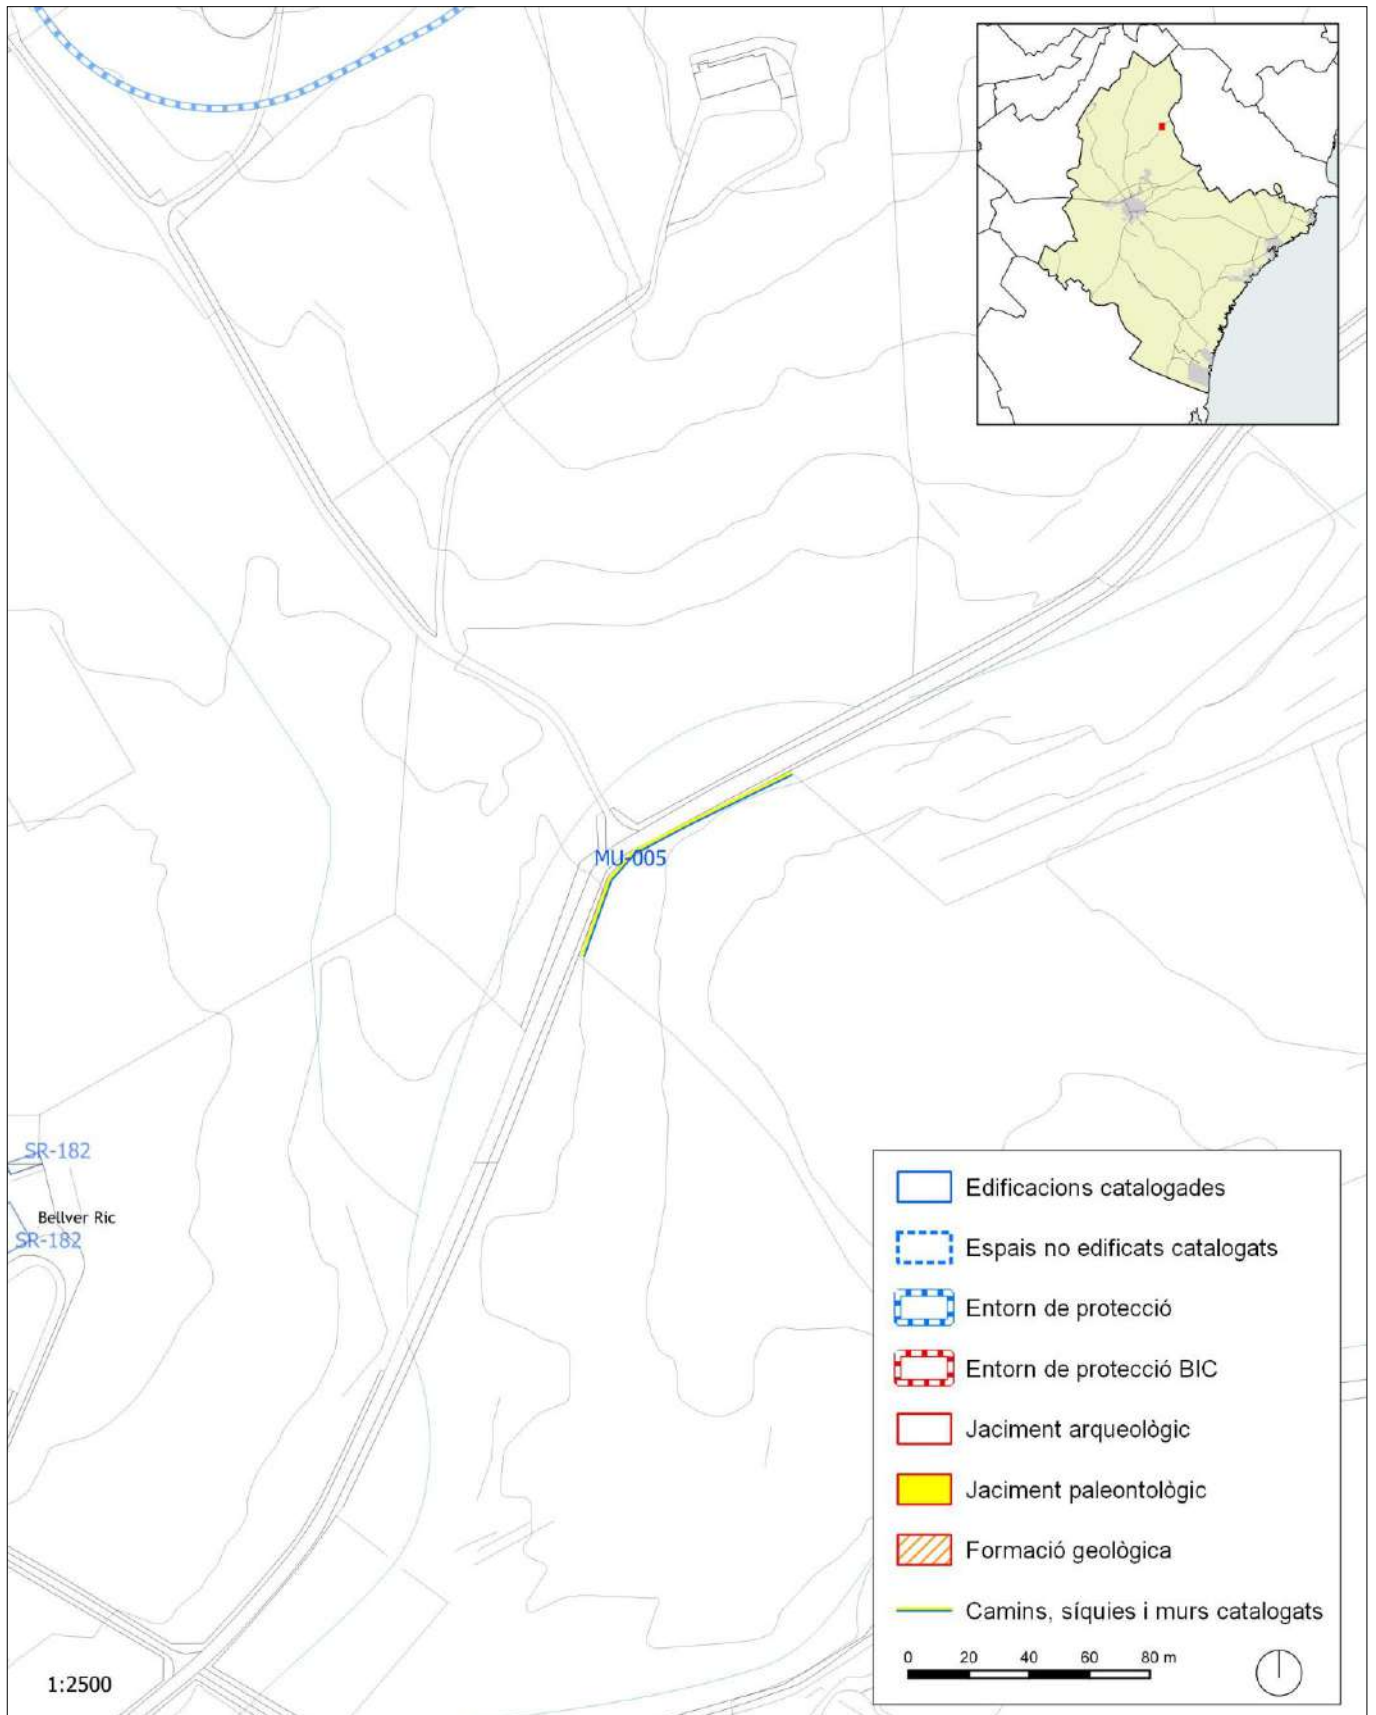 MU-005
SR-182
Bellver Ric
SR-182
Edificacions catalogades
Espais no edificats catalogats
Entorn de protecció
Entorn de protecció BIC
Jaciment arqueològic
Jaciment paleontològic
Formació geològica
Camins, síquies i murs catalogats
0 20 40 60 80 m
1:2500